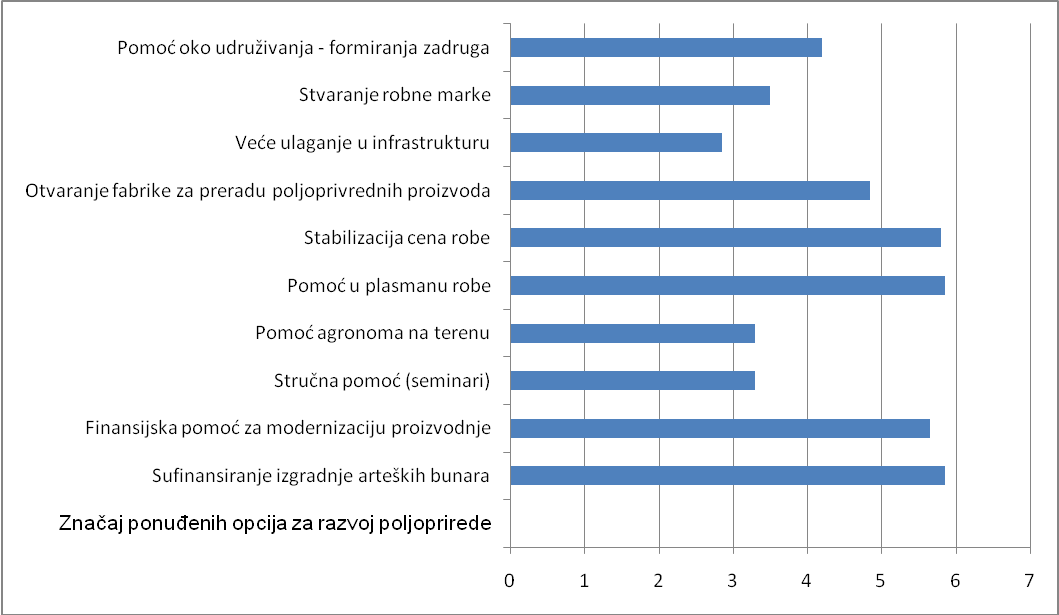 Pomoć oko udruživanja - formiranja zadruga
Stvaranje robne marke
Veće ulaganje u infrastrukturu
Otvaranje fabrike za preradu poljoprivrednih proizvoda
Stabilizacija cena robe
Pomoć u plasmanu robe
Pomoć agronoma na terenu
Stručna pomoć (seminari)
Finansijska pomoć za modernizaciju proizvodnje
Sufinansiranje izgradnje arteških bunara
Značaj ponuđenih opcija za razvoj poljoprirede
0 1 2 3 4 5 6 7